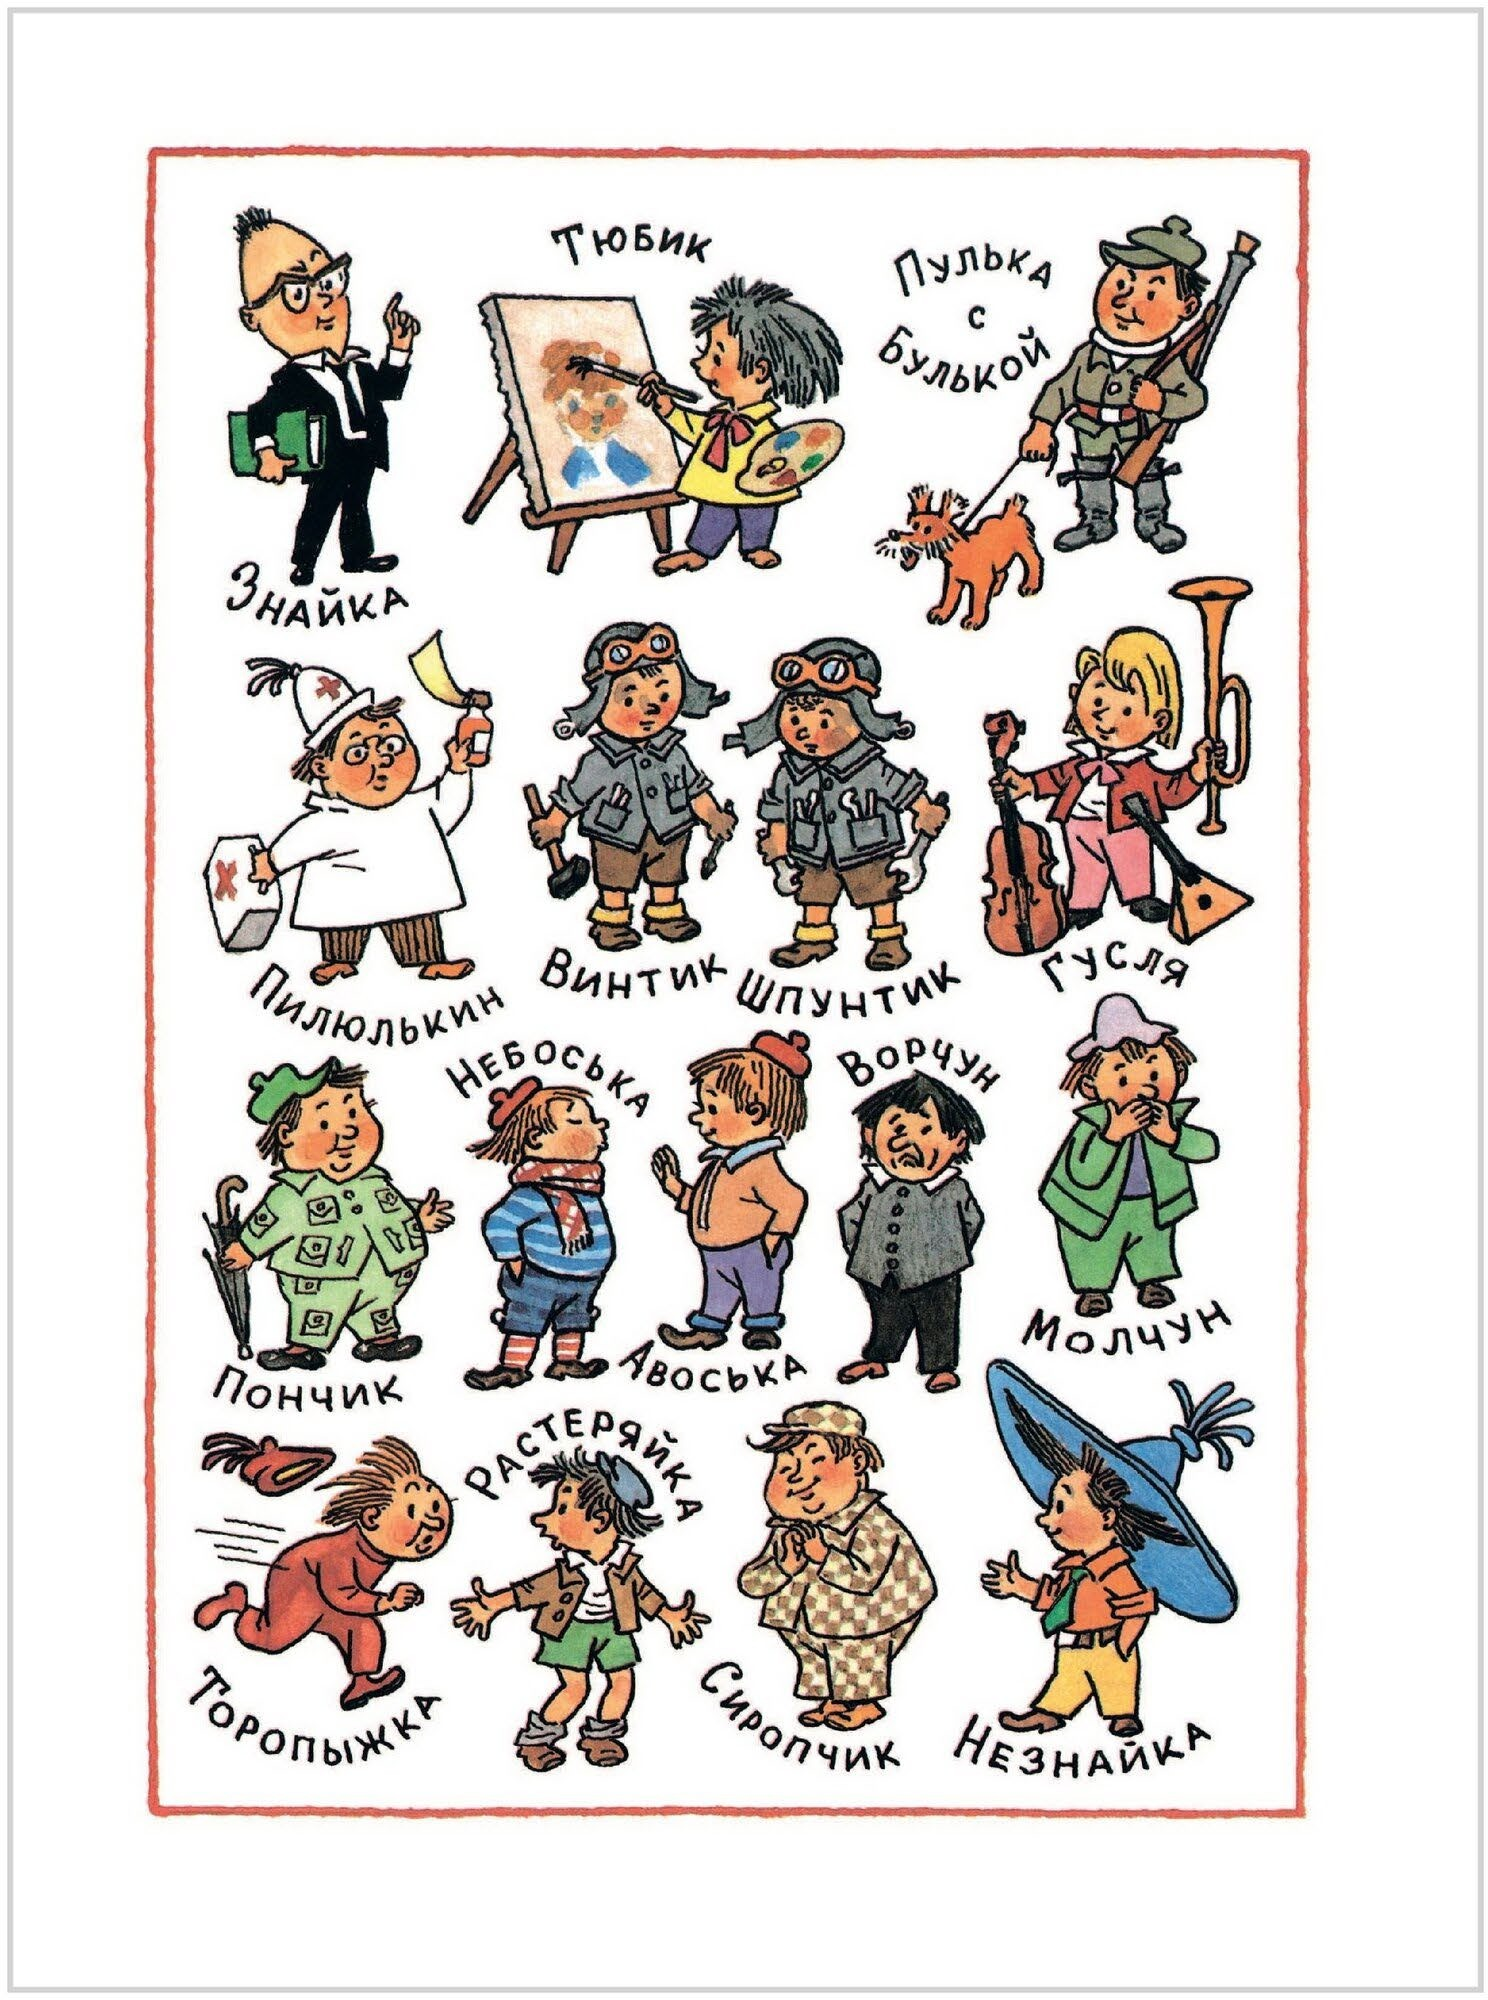 Тюбик
Пулька
с
Булькой
Знайка
Пилюлькин
Винтик
Шпунтик
Гусля
Небоська
Ворчун
Пончик
Авоська
Молчун
Растеряйка
Торопыжка
Сиропчик
Незнайка